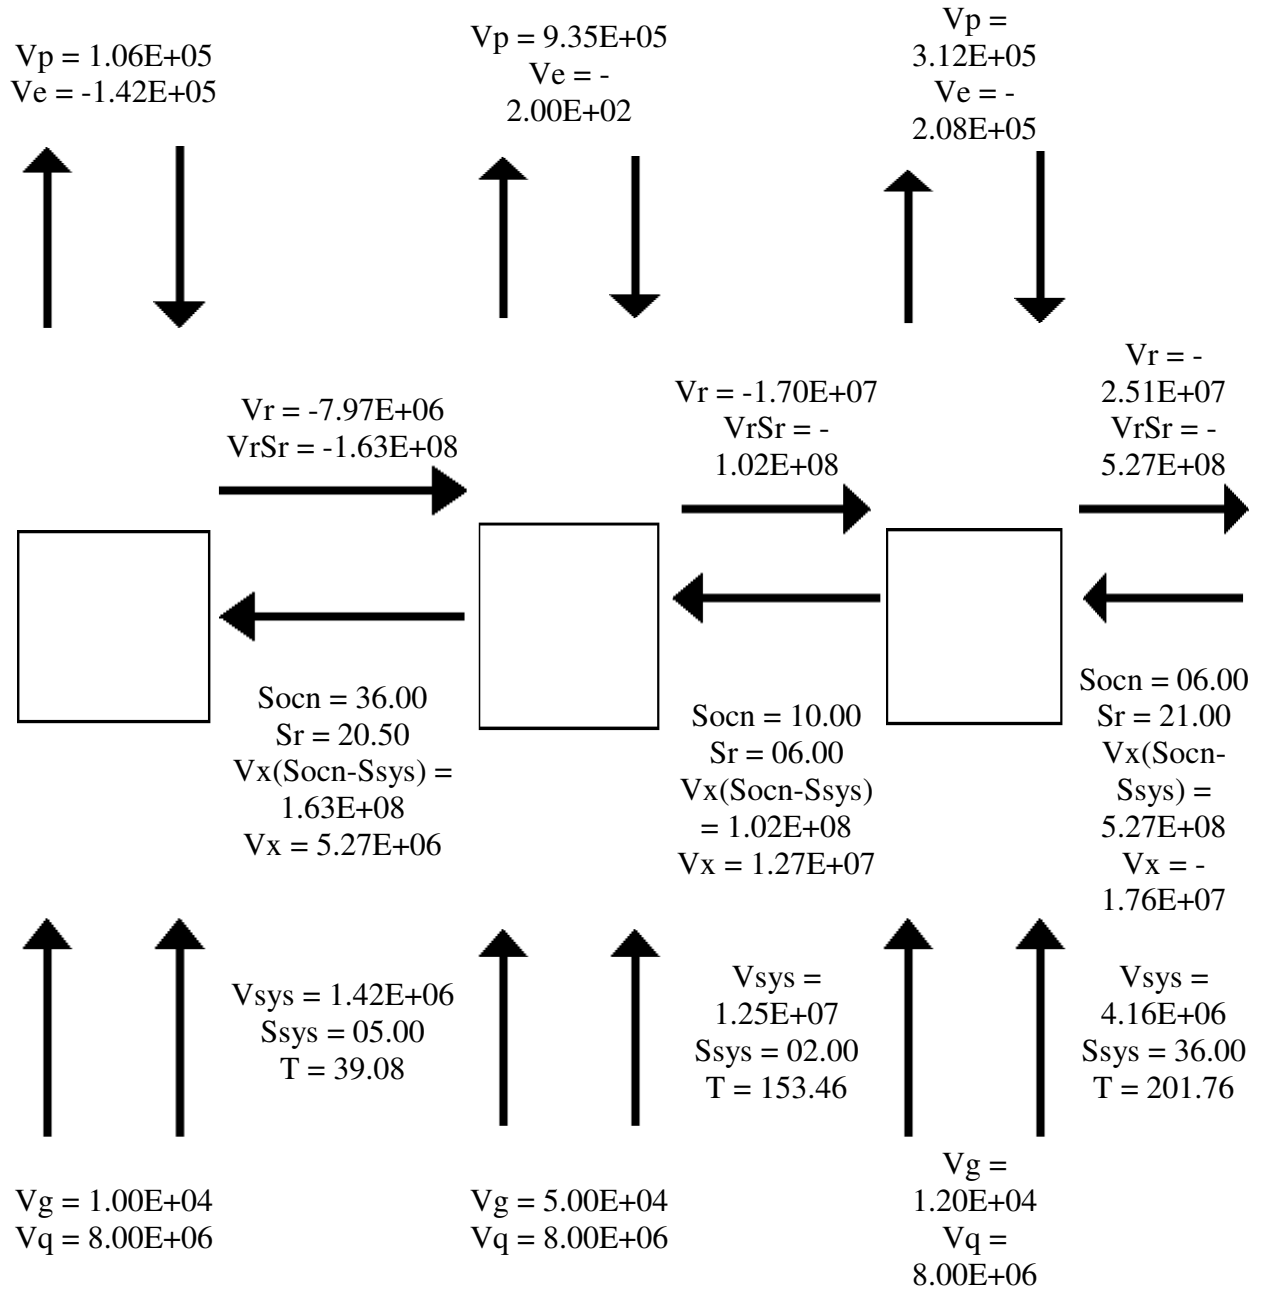 Vp = 1.06E+05
Ve = -1.42E+05
Vp = 9.35E+05
Ve = -
2.00E+02
Vp =
3.12E+05
Ve = -
2.08E+05
Vr = -7.97E+06
VrSr = -1.63E+08
Vr = -1.70E+07
VrSr = -
1.02E+08
Vr = -
2.51E+07
VrSr = -
5.27E+08
Socn = 36.00
Sr = 20.50
Vx(Socn-Ssys) =
1.63E+08
Vx = 5.27E+06
Socn = 10.00
Sr = 06.00
Vx(Socn-Ssys)
= 1.02E+08
Vx = 1.27E+07
Socn = 06.00
Sr = 21.00
Vx(Socn-
Ssys) =
5.27E+08
Vx = -
1.76E+07
Vsys = 1.42E+06
Ssys = 05.00
T = 39.08
Vsys =
1.25E+07
Ssys = 02.00
T = 153.46
Vsys =
4.16E+06
Ssys = 36.00
T = 201.76
Vg = 1.00E+04
Vq = 8.00E+06
Vg = 5.00E+04
Vq = 8.00E+06
Vg =
1.20E+04
Vq =
8.00E+06